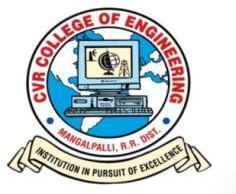 CVR COLLEGE OF ENGINEERING
MANGALPALLI, R.R. DIST.
INSTITUTION IN PURSUIT OF EXCELLENCE